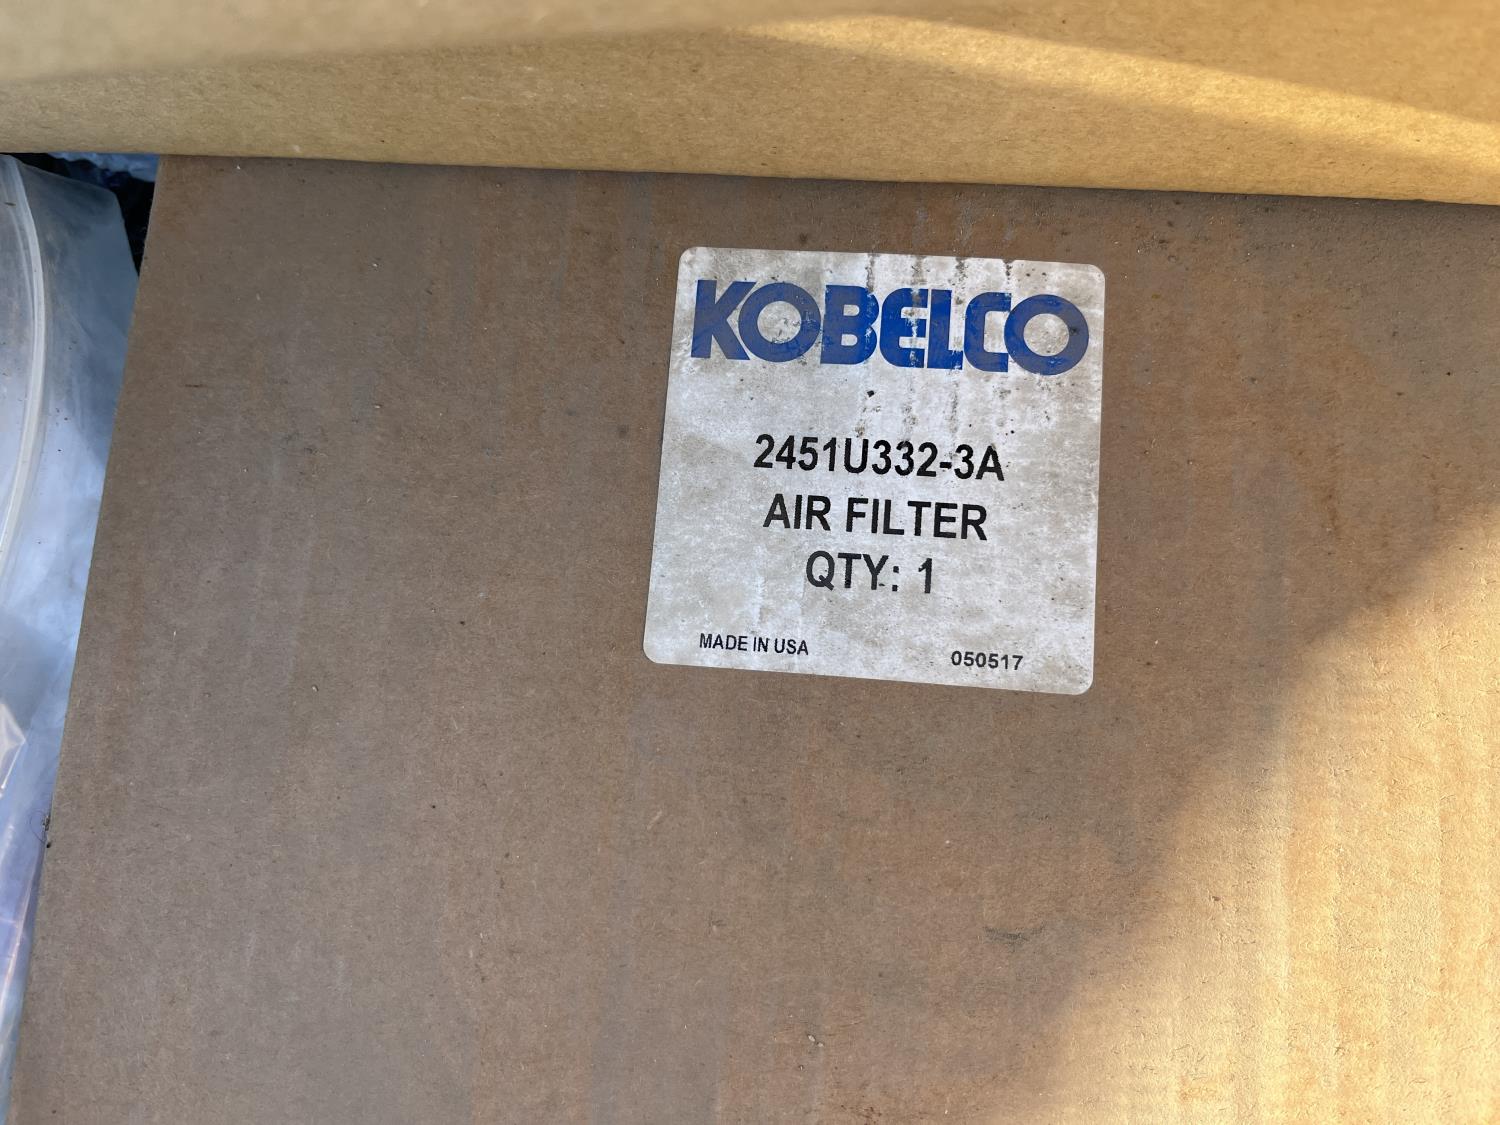 KOBELCO
2451U332-3A
AIR FILTER
QTY: 1
MADE IN USA 050517